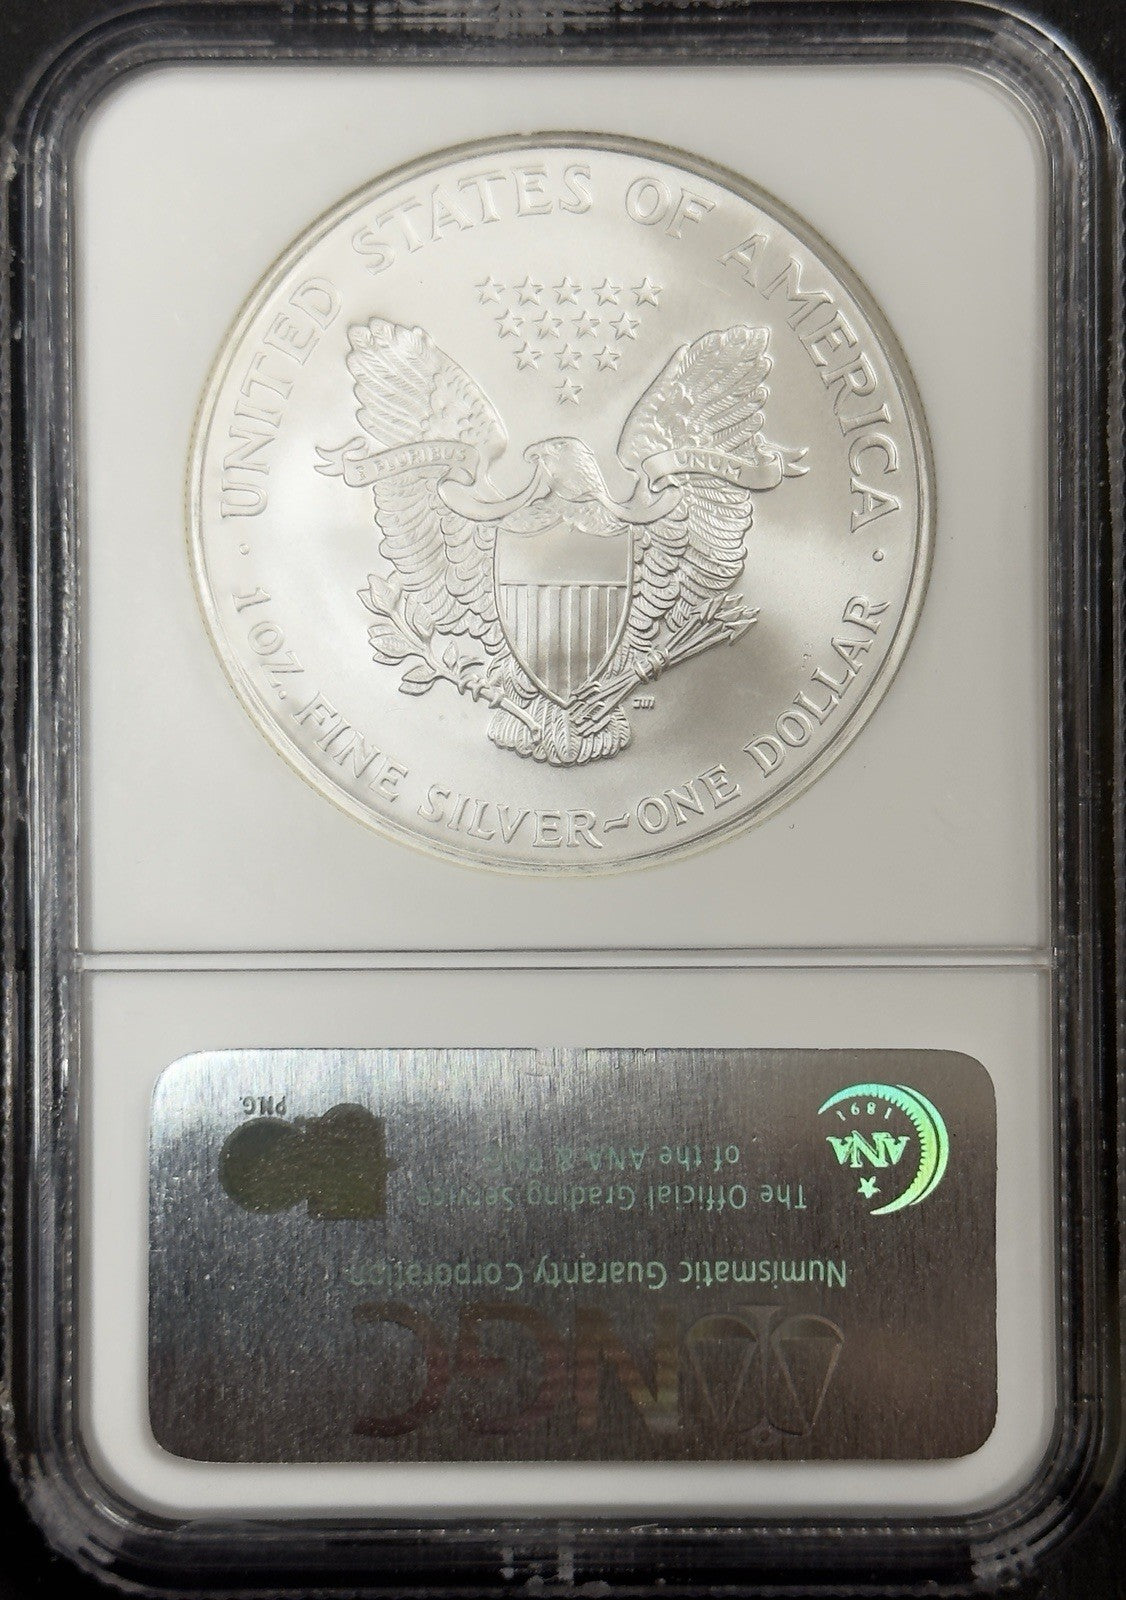 UNITED STATES OF AMERICA
E PLURIBUS
UNUM
JM
· 1 OZ. FINE SILVER~ONE DOLLAR ·
NGC
Numismatic Guaranty Corporation
The Official Grading Service
of the ANA & PNG
ANA
1891
PNG.